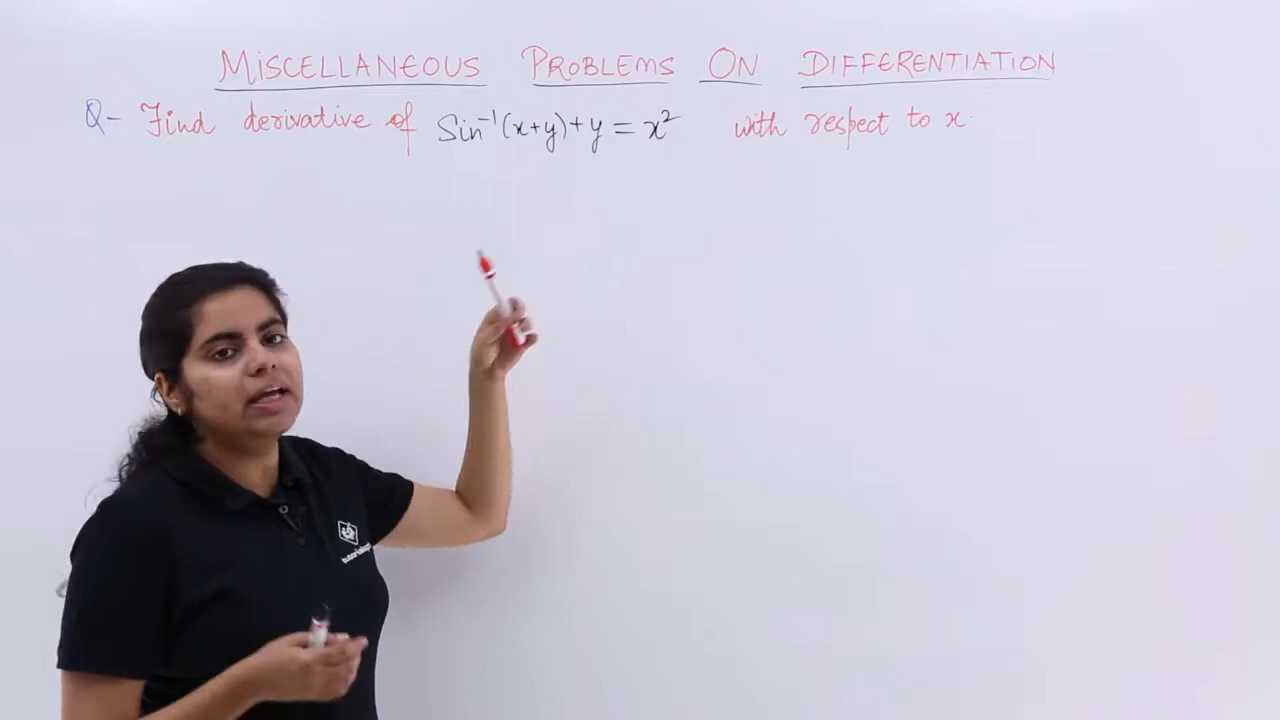 MISCELLANEOUS PROBLEMS ON DIFFERENTIATION
Q- Find derivative of Sin⁻¹(x+y)+y = x² with respect to x.